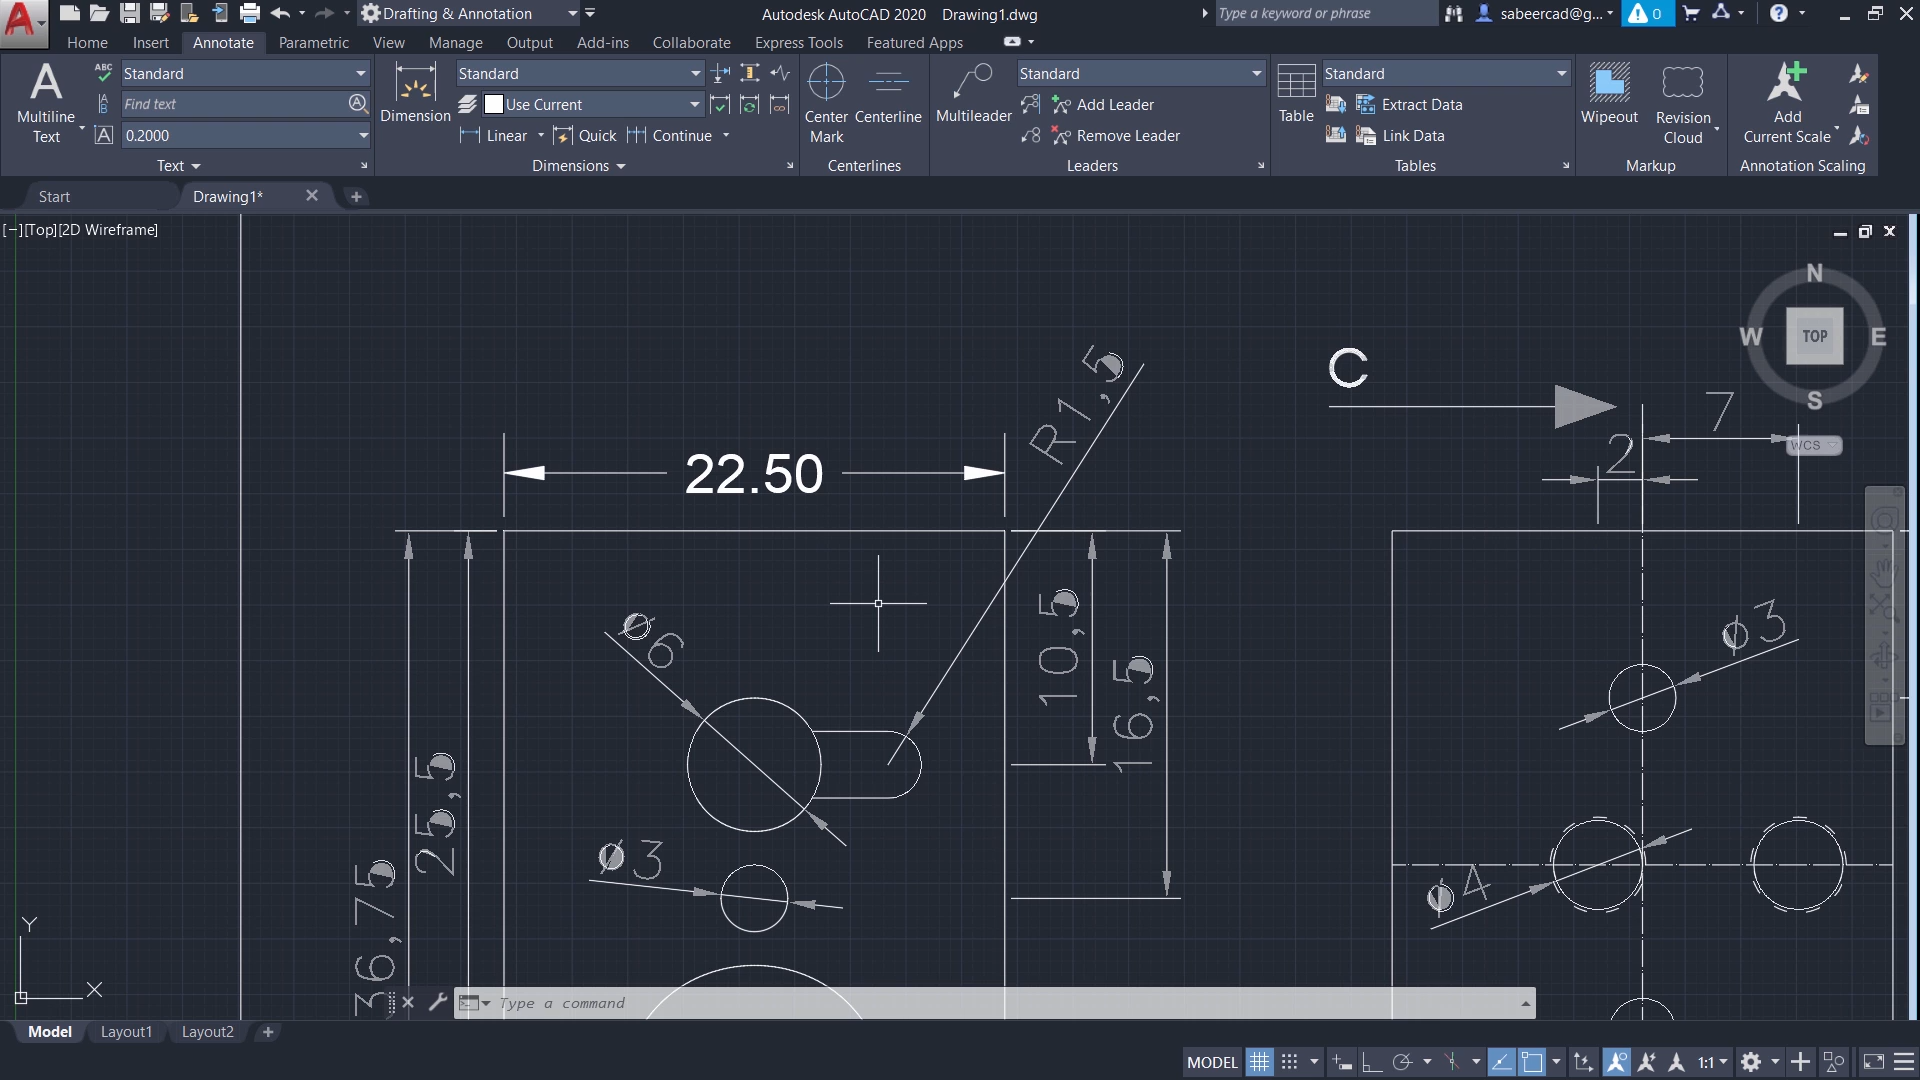 Drafting & Annotation
Autodesk AutoCAD 2020 Drawing1.dwg
Type a keyword or phrase
sabeercad@g...
0
Home Insert Annotate Parametric View Manage Output Add-ins Collaborate Express Tools Featured Apps
Multiline
Text
ABC
Standard
Find text
0.2000
Text
Dimension
Standard
Use Current
Linear Quick Continue
Dimensions
Center
Mark
Centerline
Centerlines
Multileader
Standard
Add Leader
Remove Leader
Leaders
Table
Standard
Extract Data
Link Data
Tables
Wipeout
Revision
Cloud
Markup
Add
Current Scale
Annotation Scaling
Start Drawing1*
[−][Top][2D Wireframe]
N
W TOP E
S
WCS
C
7
2
R1,5
22.50
ø6
10,5
16,5
ø3
25,5
ø3
36,75
ø4
Y
X
Type a command
Model Layout1 Layout2
MODEL 1:1